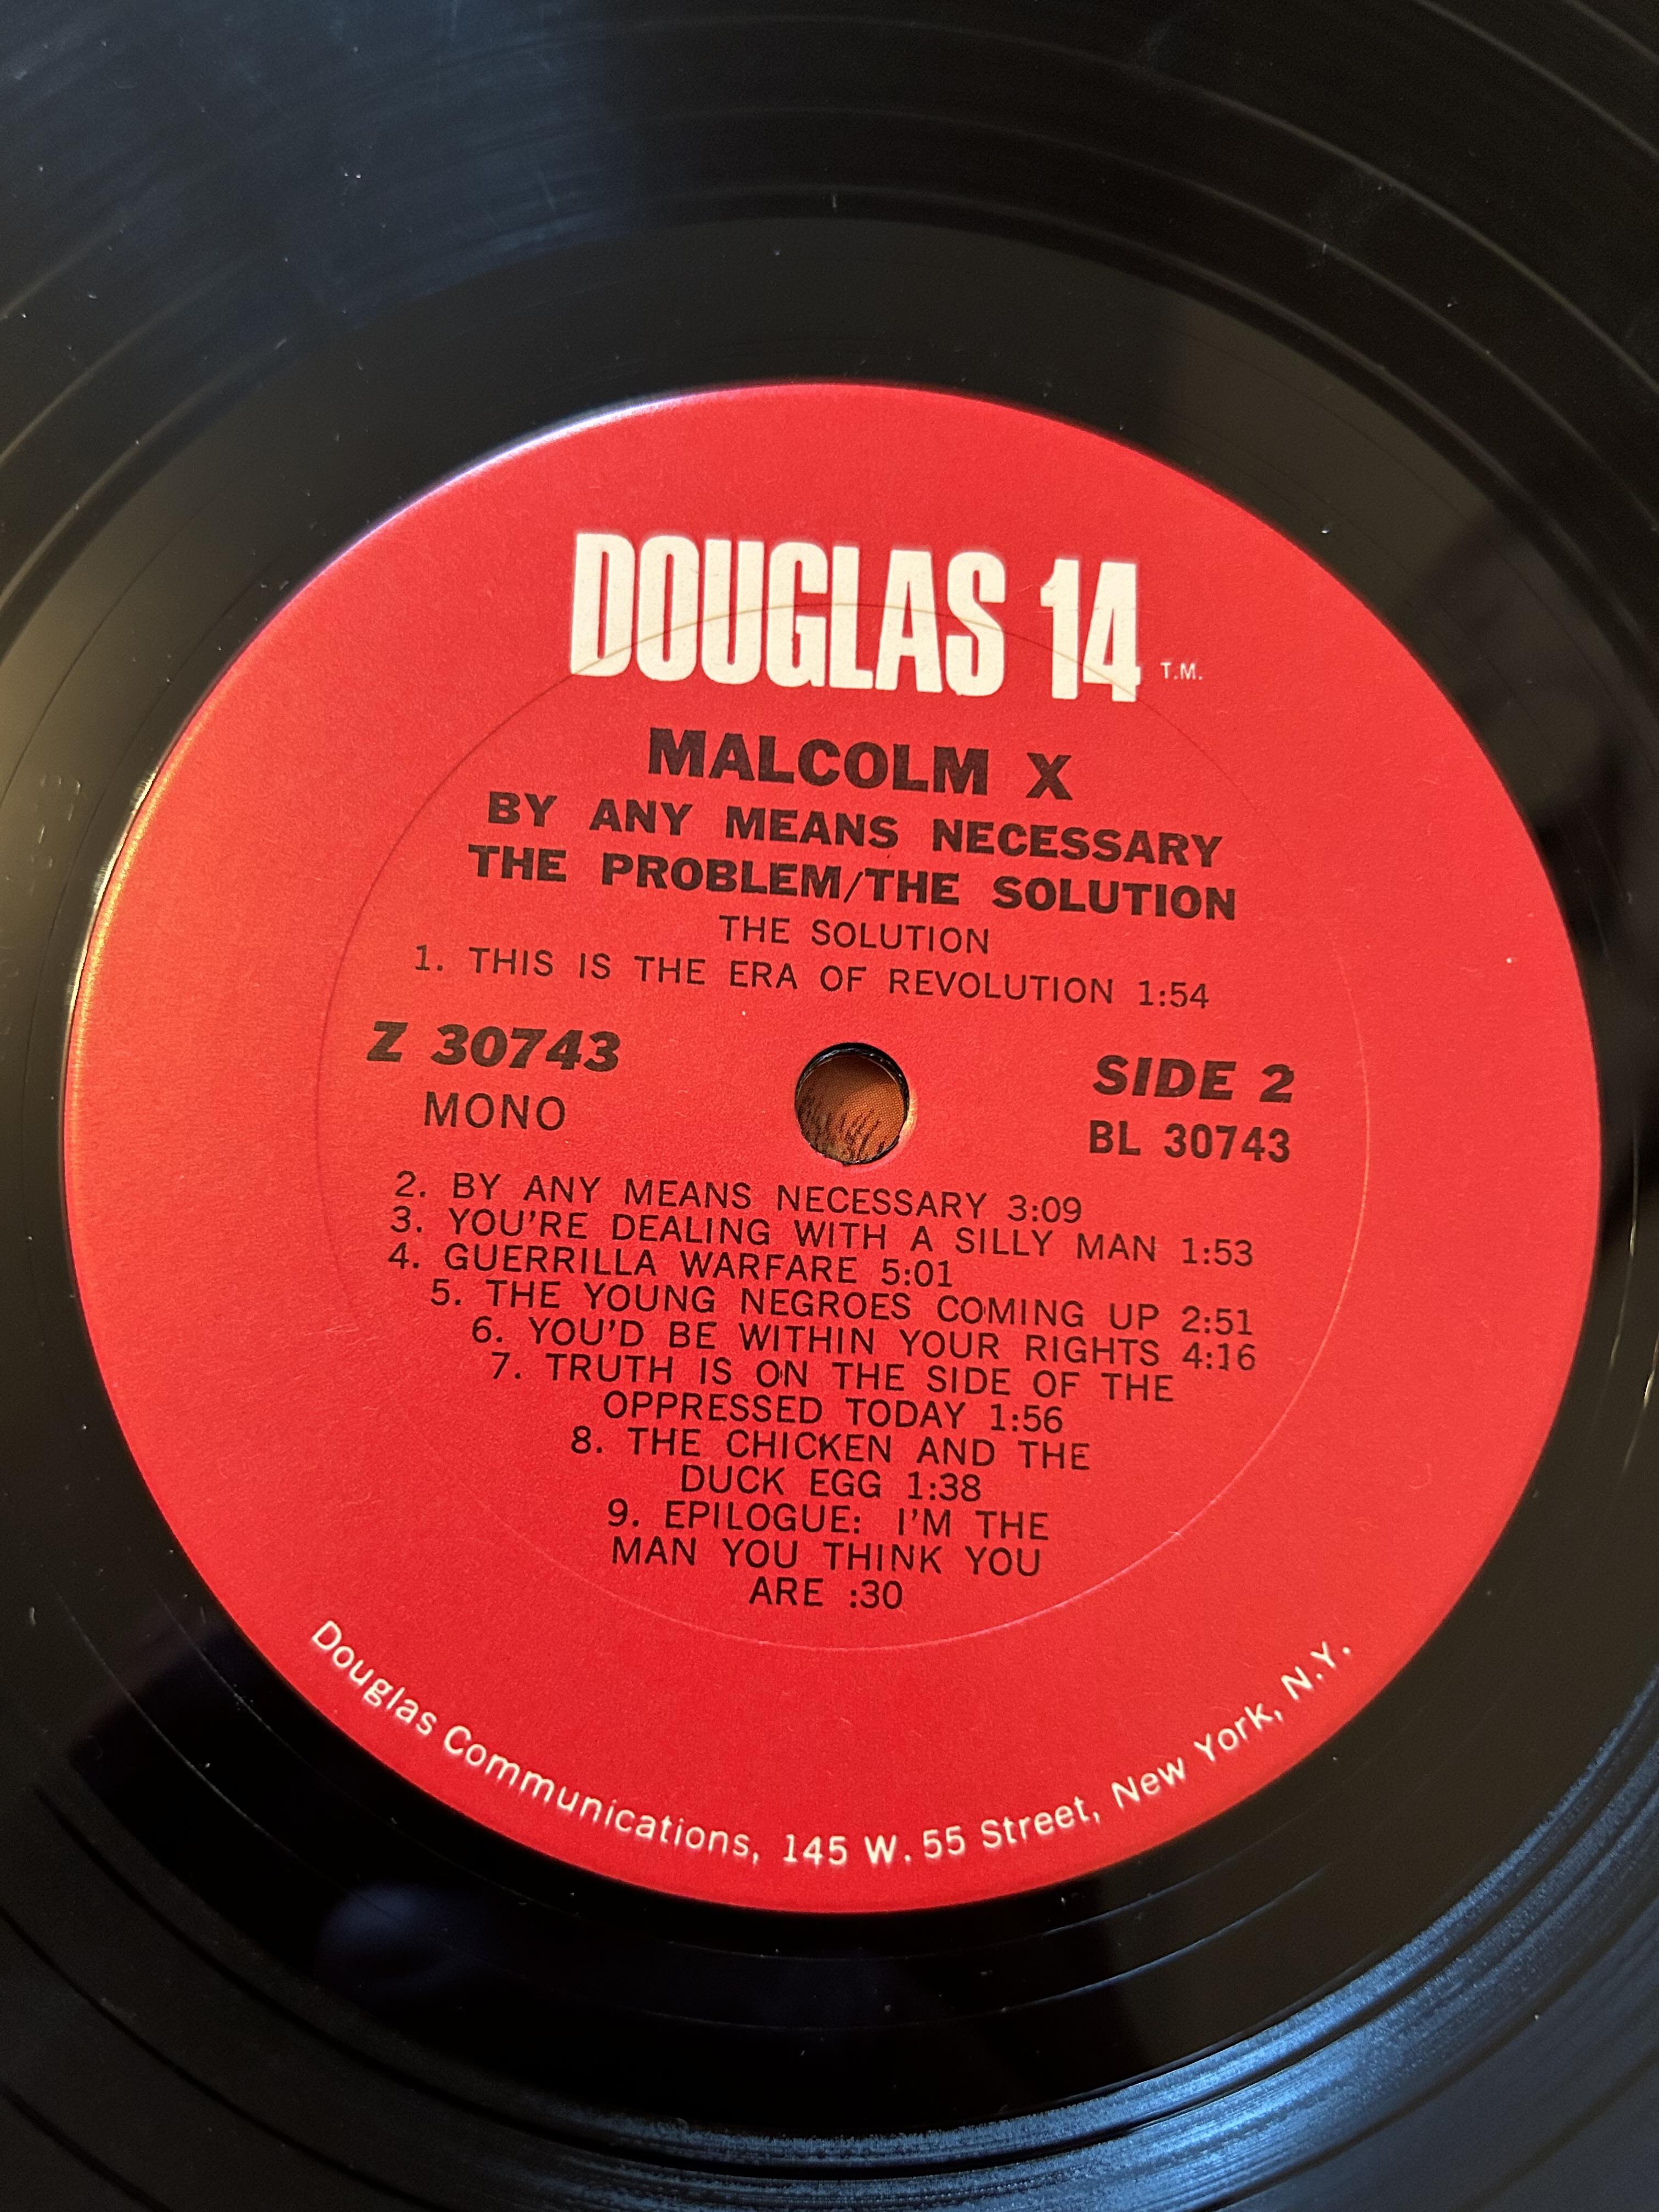 DOUGLAS 14 T.M.
MALCOLM X
BY ANY MEANS NECESSARY
THE PROBLEM/THE SOLUTION
THE SOLUTION
1. THIS IS THE ERA OF REVOLUTION 1:54
Z 30743
MONO
SIDE 2
BL 30743
2. BY ANY MEANS NECESSARY 3:09
3. YOU'RE DEALING WITH A SILLY MAN 1:53
4. GUERRILLA WARFARE 5:01
5. THE YOUNG NEGROES COMING UP 2:51
6. YOU'D BE WITHIN YOUR RIGHTS 4:16
7. TRUTH IS ON THE SIDE OF THE
OPPRESSED TODAY 1:56
8. THE CHICKEN AND THE
DUCK EGG 1:38
9. EPILOGUE: I'M THE
MAN YOU THINK YOU
ARE :30
Douglas Communications, 145 W. 55 Street, New York, N.Y.